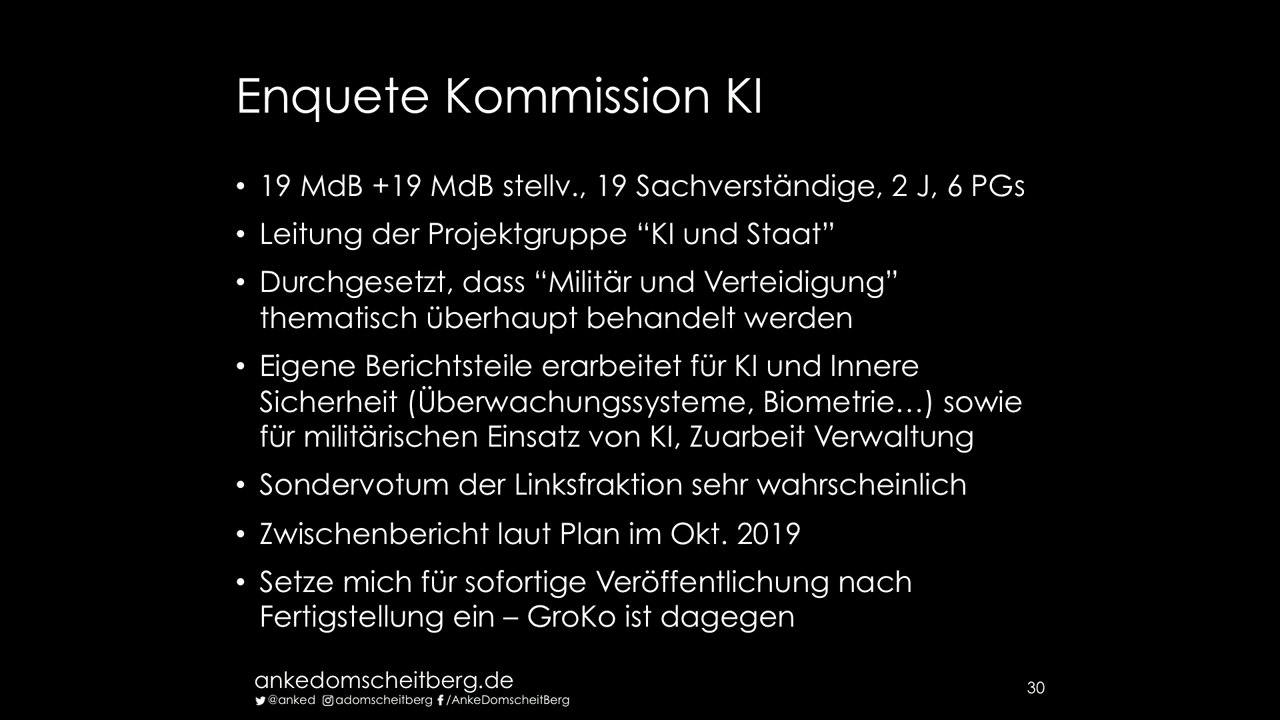 Enquete Kommission KI
• 19 MdB +19 MdB stellv., 19 Sachverständige, 2 J, 6 PGs
• Leitung der Projektgruppe “KI und Staat”
• Durchgesetzt, dass “Militär und Verteidigung”
thematisch überhaupt behandelt werden
• Eigene Berichtsteile erarbeitet für KI und Innere
Sicherheit (Überwachungssysteme, Biometrie…) sowie
für militärischen Einsatz von KI, Zuarbeit Verwaltung
• Sondervotum der Linksfraktion sehr wahrscheinlich
• Zwischenbericht laut Plan im Okt. 2019
• Setze mich für sofortige Veröffentlichung nach
Fertigstellung ein – GroKo ist dagegen
ankedomscheitberg.de
@anked adomscheitberg /AnkeDomscheitBerg
30